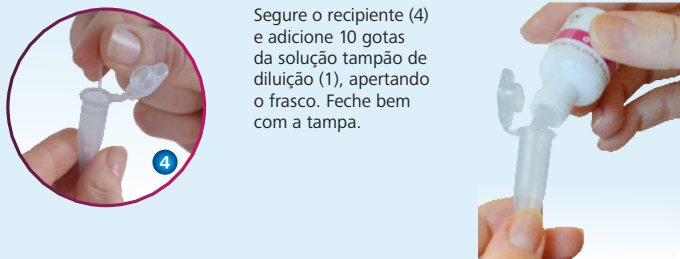 Segure o recipiente (4)
e adicione 10 gotas
da solução tampão de
diluição (1), apertando
o frasco. Feche bem
com a tampa.
4